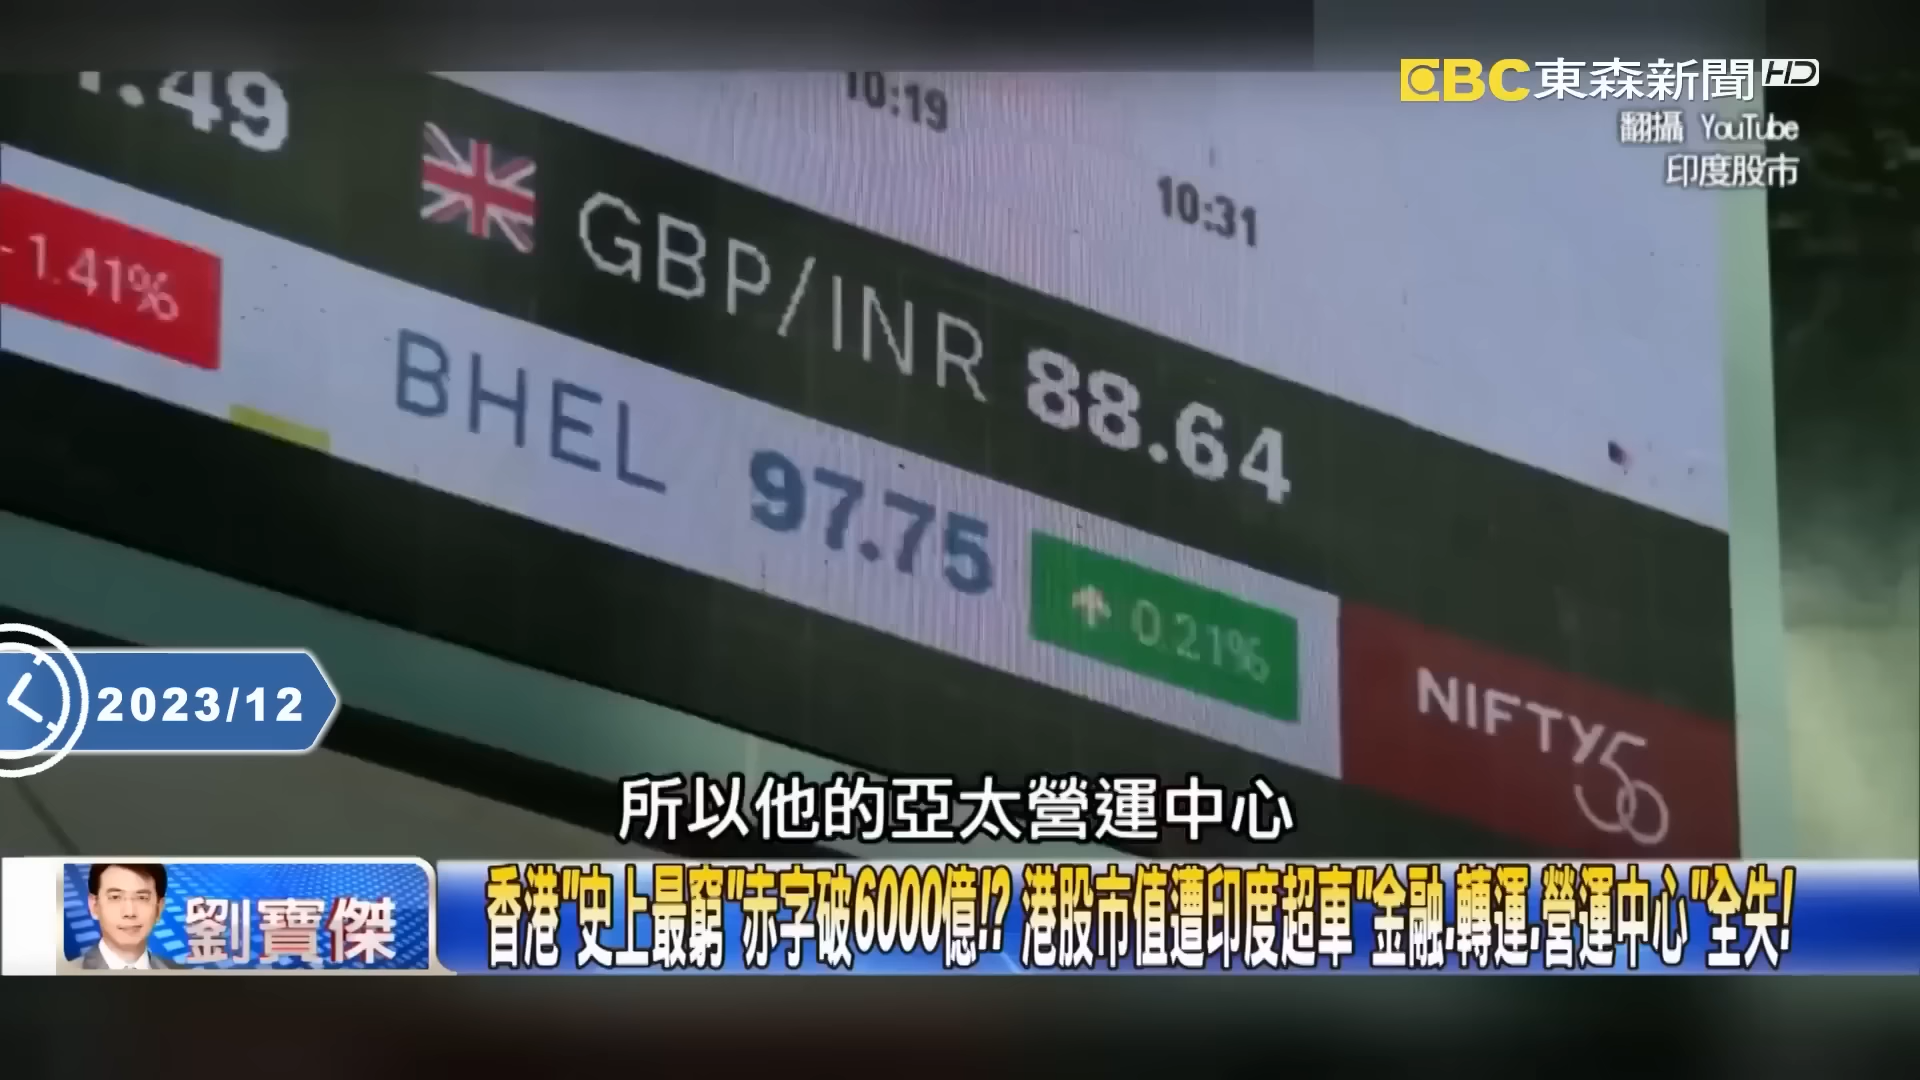 EBC東森新聞HD
翻攝 YouTube
印度股市
1.49
10:19
10:31
GBP/INR 88.64
-1.41%
BHEL 97.75 0.21%
NIFTY50
2023/12
所以他的亞太營運中心
劉寶傑
香港"史上最窮"赤字破6000億!? 港股市值遭印度超車"金融.轉運.營運中心"全失!